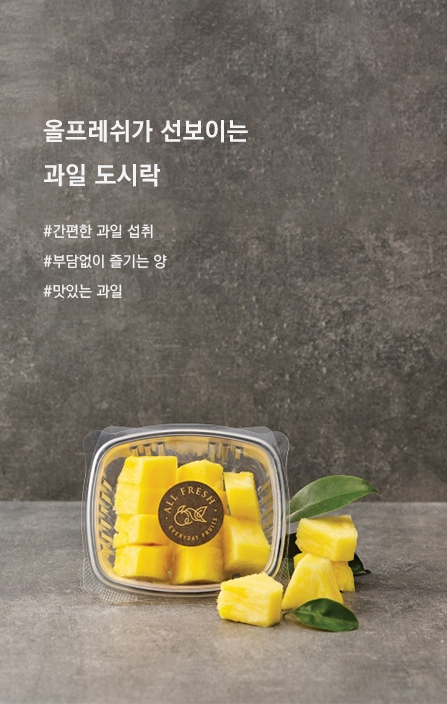 올프레쉬가 선보이는
과일 도시락
#간편한 과일 섭취
#부담없이 즐기는 양
#맛있는 과일
ALL FRESH
EVERYDAY FRUITS